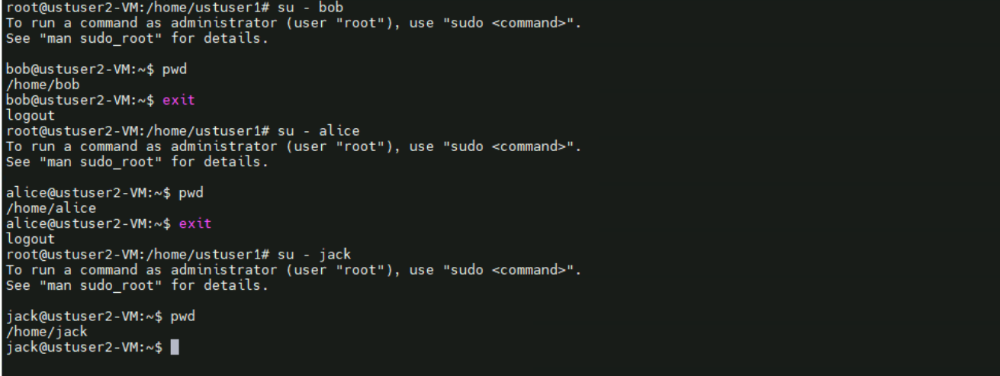 root@ustuser2-VM:/home/ustuser1# su - bob
To run a command as administrator (user "root"), use "sudo <command>".
See "man sudo_root" for details.

bob@ustuser2-VM:~$ pwd
/home/bob
bob@ustuser2-VM:~$ exit
logout
root@ustuser2-VM:/home/ustuser1# su - alice
To run a command as administrator (user "root"), use "sudo <command>".
See "man sudo_root" for details.

alice@ustuser2-VM:~$ pwd
/home/alice
alice@ustuser2-VM:~$ exit
logout
root@ustuser2-VM:/home/ustuser1# su - jack
To run a command as administrator (user "root"), use "sudo <command>".
See "man sudo_root" for details.

jack@ustuser2-VM:~$ pwd
/home/jack
jack@ustuser2-VM:~$